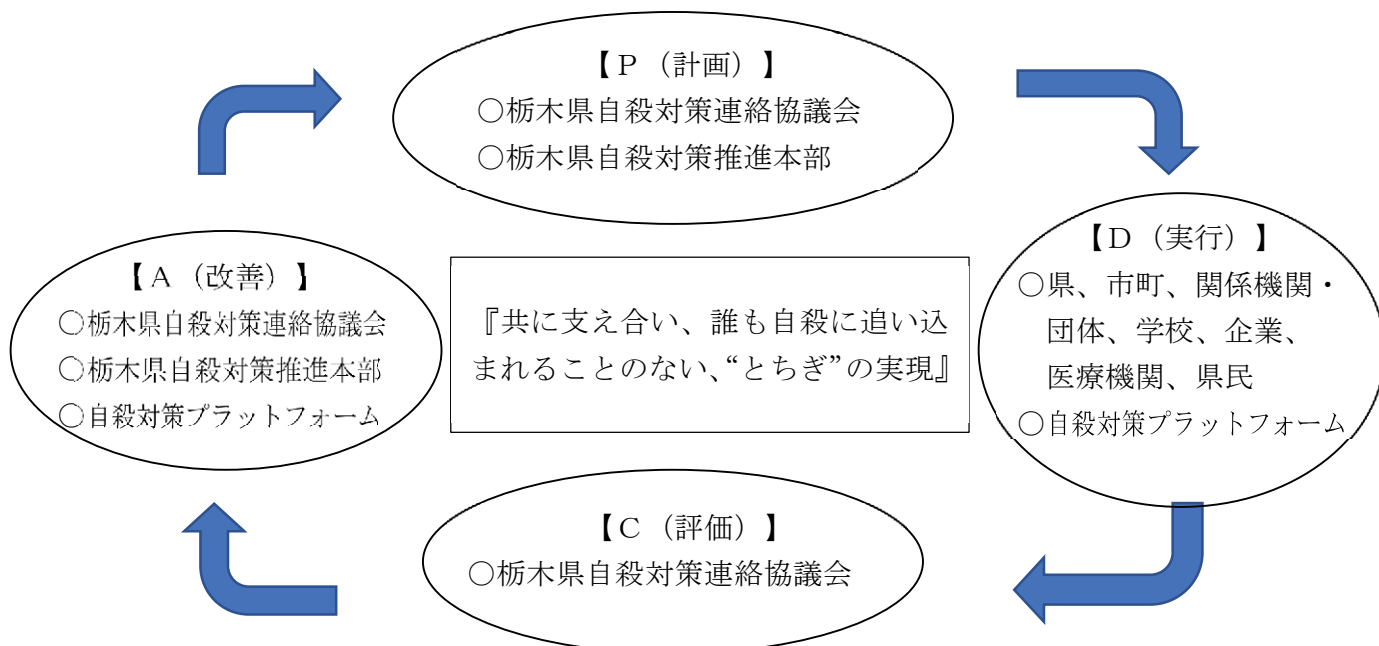 【P（計画）】
○栃木県自殺対策連絡協議会
○栃木県自殺対策推進本部
【D（実行）】
○県、市町、関係機関・
団体、学校、企業、
医療機関、県民
○自殺対策プラットフォーム
【A（改善）】
○栃木県自殺対策連絡協議会
○栃木県自殺対策推進本部
○自殺対策プラットフォーム
『共に支え合い、誰も自殺に追い込
まれることのない、“とちぎ”の実現』
【C（評価）】
○栃木県自殺対策連絡協議会